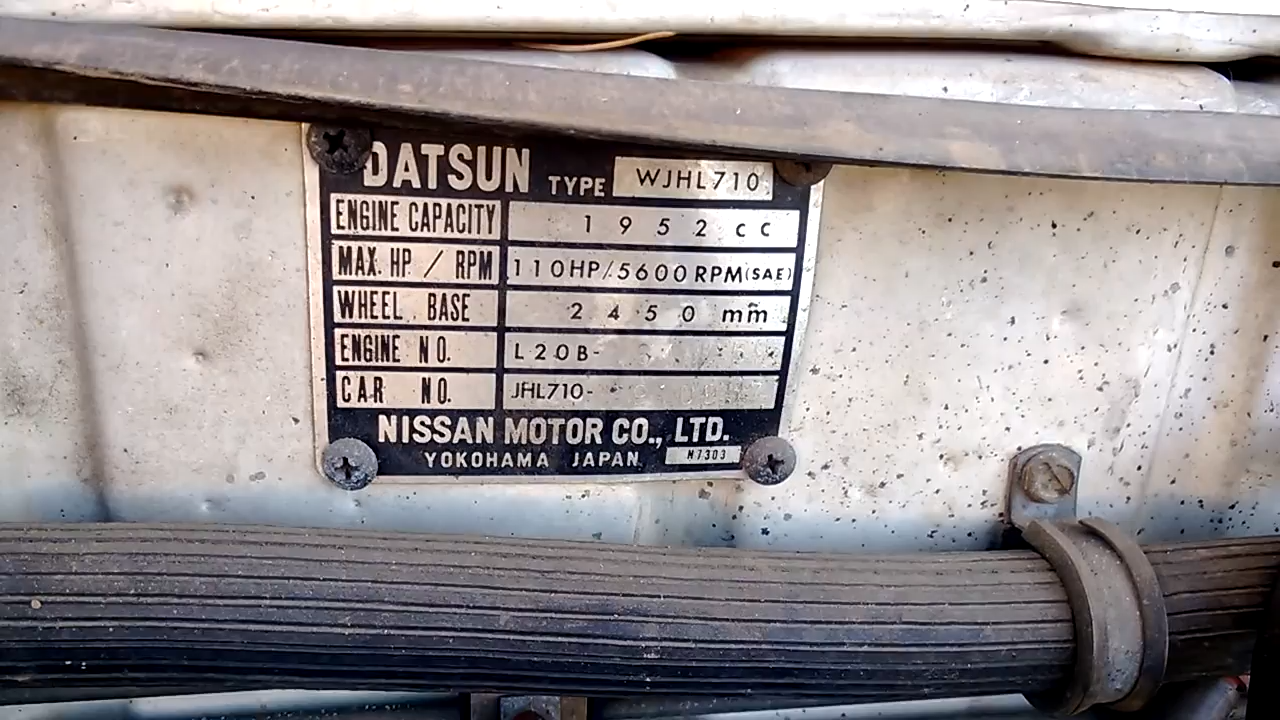 DATSUN TYPE WJHL710
ENGINE CAPACITY 1952 cc
MAX. HP / RPM 110HP/5600RPM(SAE)
WHEEL BASE 2450 mm
ENGINE NO. L20B-
CAR NO. JHL710-
NISSAN MOTOR CO., LTD.
YOKOHAMA JAPAN N7303